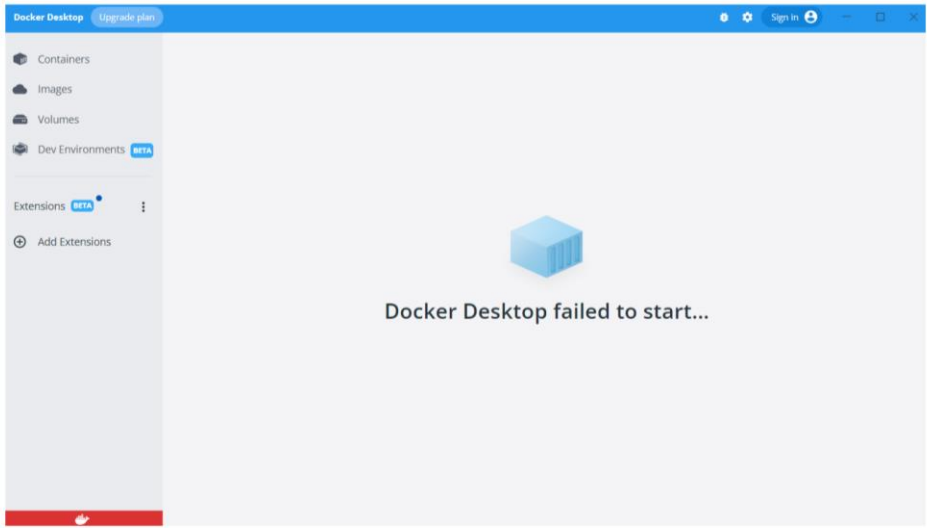 Docker Desktop Upgrade plan Sign in
Containers
Images
Volumes
Dev Environments BETA
Extensions BETA
Add Extensions
Docker Desktop failed to start...